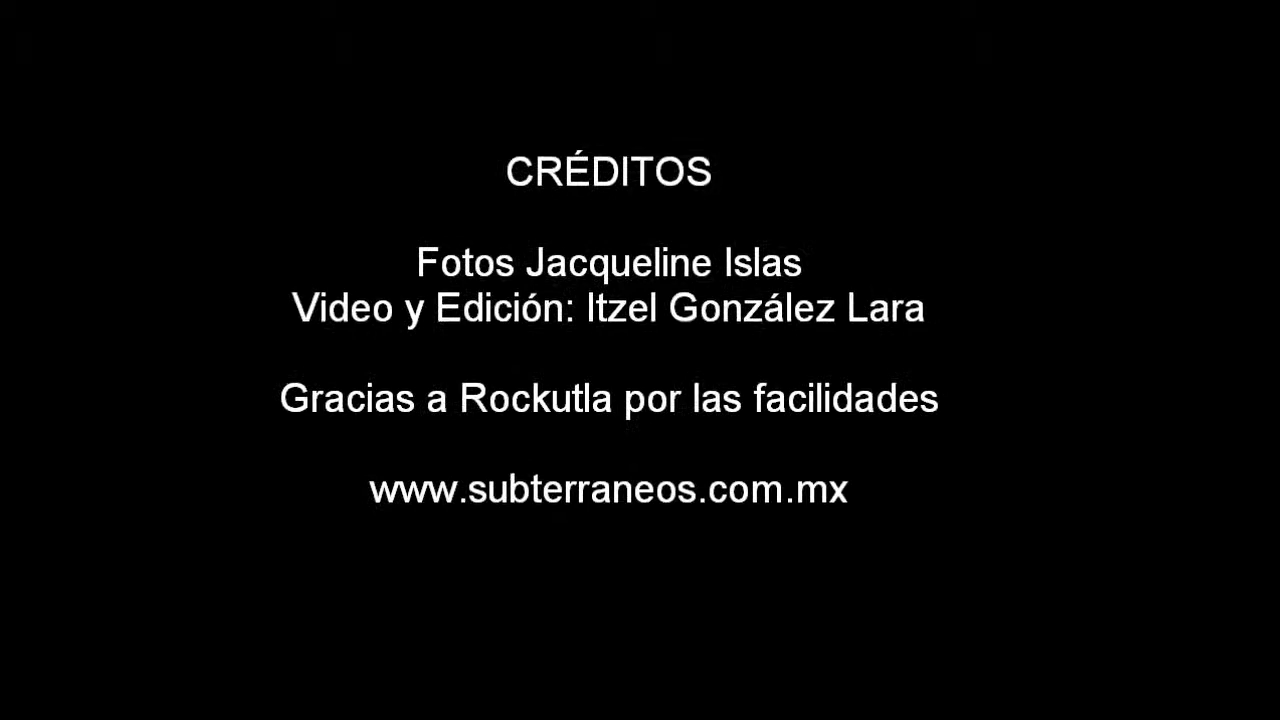 CRÉDITOS
Fotos Jacqueline Islas
Video y Edición: Itzel González Lara
Gracias a Rockutla por las facilidades
www.subterraneos.com.mx